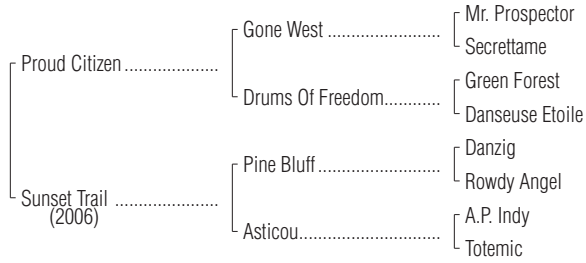 Mr. Prospector
Gone West
Secrettame
Proud Citizen
Green Forest
Drums Of Freedom
Danseuse Etoile
Danzig
Pine Bluff
Rowdy Angel
Sunset Trail
(2006)
A.P. Indy
Asticou
Totemic